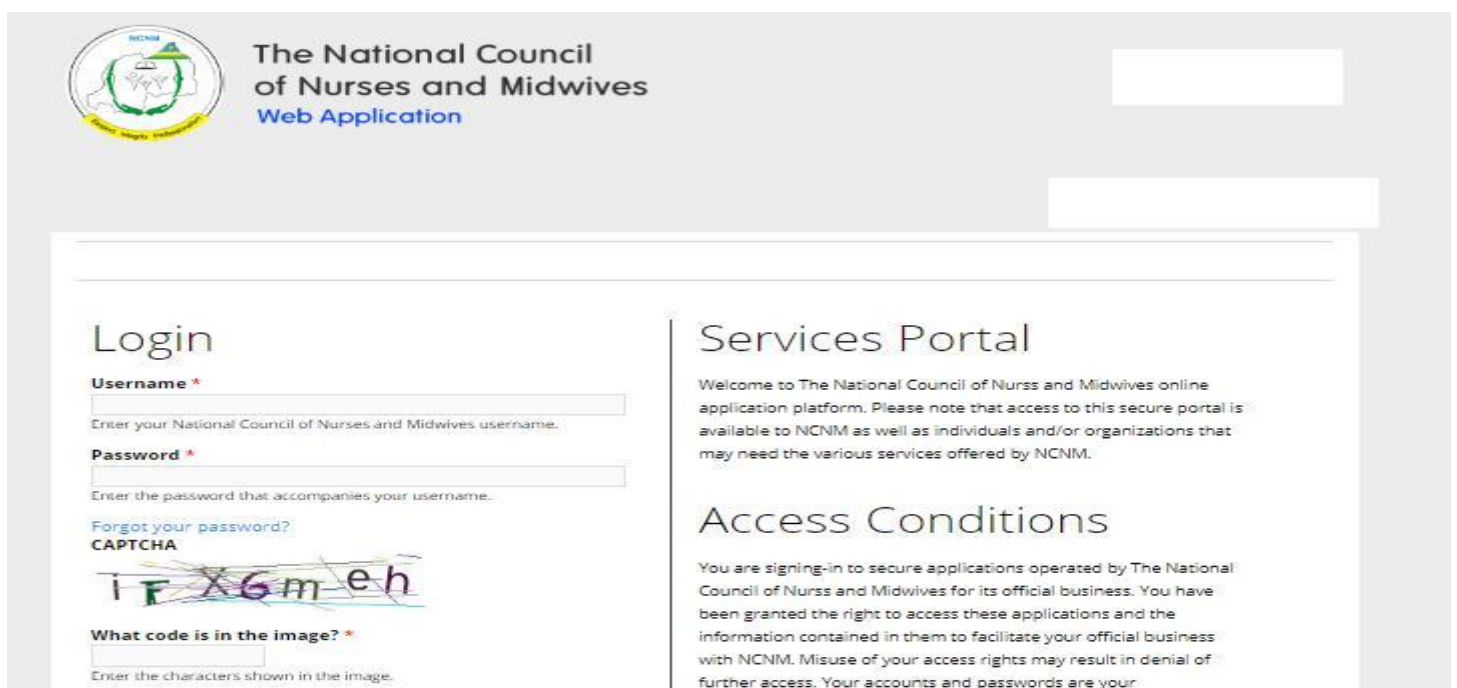 NCNM
The National Council
of Nurses and Midwives
Web Application
Login
Username *
Enter your National Council of Nurses and Midwives username.
Password *
Enter the password that accompanies your username.
Forgot your password?
CAPTCHA
iFX6meh
What code is in the image? *
Enter the characters shown in the image.
Services Portal
Welcome to The National Council of Nurss and Midwives online
application platform. Please note that access to this secure portal is
available to NCNM as well as individuals and/or organizations that
may need the various services offered by NCNM.
Access Conditions
You are signing-in to secure applications operated by The National
Council of Nurss and Midwives for its official business. You have
been granted the right to access these applications and the
information contained in them to facilitate your official business
with NCNM. Misuse of your access rights may result in denial of
further access. Your accounts and passwords are your